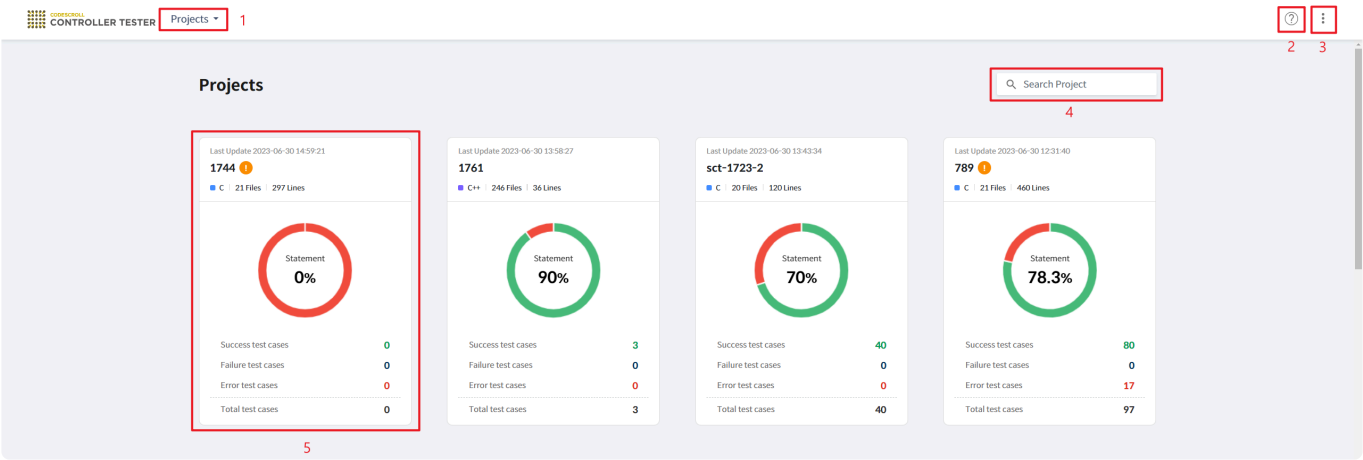 CODESCROLL
CONTROLLER TESTER Projects 1
2 3
Projects
Search Project
4
Last Update 2023-06-30 14:59:21
1744 !
C | 21 Files | 297 Lines
Statement
0%
Success test cases 0
Failure test cases 0
Error test cases 0
Total test cases 0
5
Last Update 2023-06-30 13:58:27
1761
C++ | 246 Files | 36 Lines
Statement
90%
Success test cases 3
Failure test cases 0
Error test cases 0
Total test cases 3
Last Update 2023-06-30 13:43:34
sct-1723-2
C | 20 Files | 120 Lines
Statement
70%
Success test cases 40
Failure test cases 0
Error test cases 0
Total test cases 40
Last Update 2023-06-30 12:31:40
789 !
C | 21 Files | 460 Lines
Statement
78.3%
Success test cases 80
Failure test cases 0
Error test cases 17
Total test cases 97